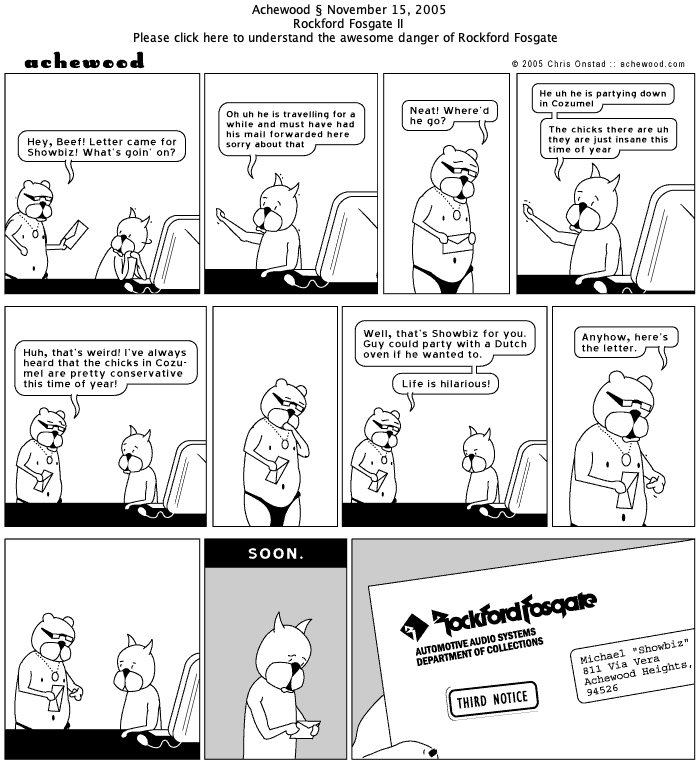 Achewood § November 15, 2005
Rockford Fosgate II
Please click here to understand the awesome danger of Rockford Fosgate
achewood
© 2005 Chris Onstad :: achewood.com
Hey, Beef! Letter came for
Showbiz! What's goin' on?
Oh uh he is travelling for a
while and must have had
his mail forwarded here
sorry about that
Neat! Where'd
he go?
He uh he is partying down
in Cozumel
The chicks there are uh
they are just insane this
time of year
Huh, that's weird! I've always
heard that the chicks in Cozu-
mel are pretty conservative
this time of year!
Well, that's Showbiz for you.
Guy could party with a Dutch
oven if he wanted to.
Life is hilarious!
Anyhow, here's
the letter.
SOON.
Rockford Fosgate
AUTOMOTIVE AUDIO SYSTEMS
DEPARTMENT OF COLLECTIONS
Michael "Showbiz"
811 Via Vera
Achewood Heights,
94526
THIRD NOTICE